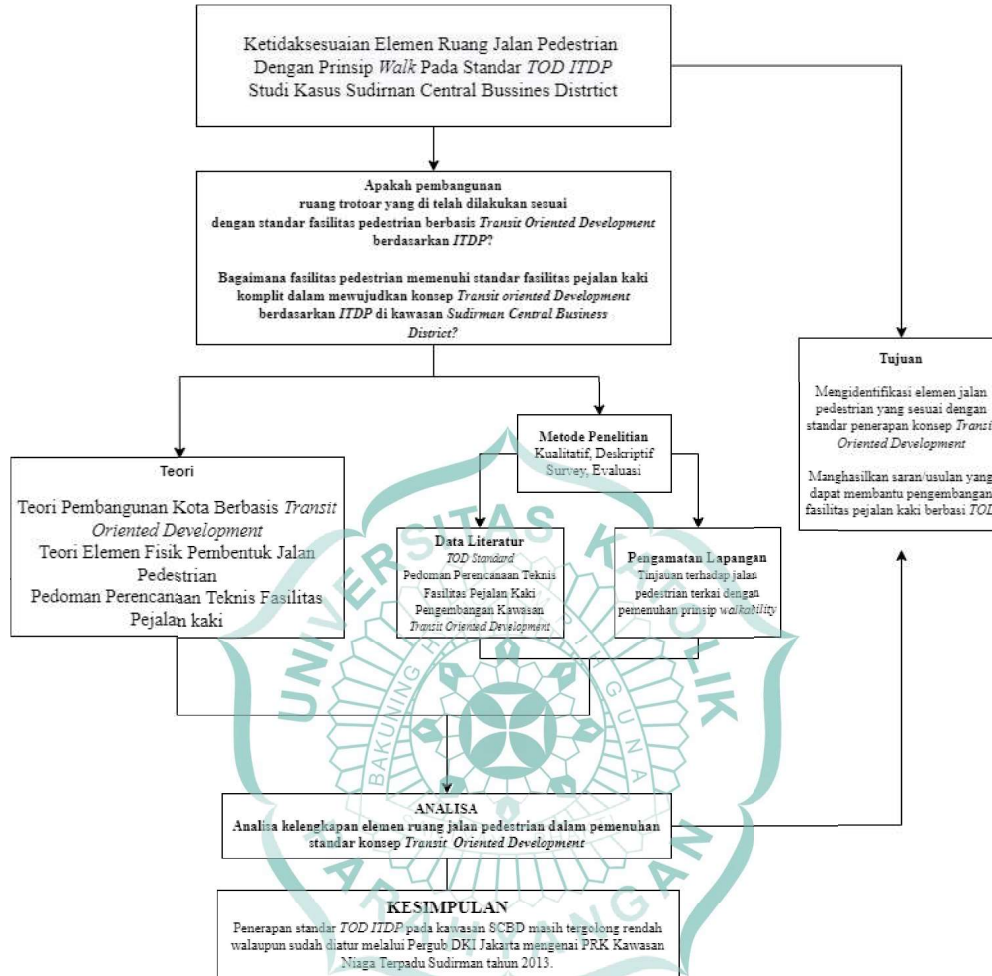 Ketidaksesuaian Elemen Ruang Jalan Pedestrian
Dengan Prinsip Walk Pada Standar TOD ITDP
Studi Kasus Sudirnan Central Bussines Distrtict
Apakah pembangunan
ruang trotoar yang di telah dilakukan sesuai
dengan standar fasilitas pedestrian berbasis Transit Oriented Development
berdasarkan ITDP?
Bagaimana fasilitas pedestrian memenuhi standar fasilitas pejalan kaki
komplit dalam mewujudkan konsep Transit oriented Development
berdasarkan ITDP di kawasan Sudirman Central Business
District?
Tujuan
Mengidentifikasi elemen jalan
pedestrian yang sesuai dengan
standar penerapan konsep Transi
Oriented Development
Manghasilkan saran/usulan yang
dapat membantu pengembangan
fasilitas pejalan kaki berbasi TOD
Metode Penelitian
Kualitatif, Deskriptif
Survey, Evaluasi
Teori
Teori Pembangunan Kota Berbasis Transit
Oriented Development
Teori Elemen Fisik Pembentuk Jalan
Pedestrian
Pedoman Perencanaan Teknis Fasilitas
Pejalan kaki
Data Literatur
TOD Standard
Pedoman Perencanaan Teknis
Fasilitas Pejalan Kaki
Pengembangan Kawasan
Transit Oriented Development
Pengamatan Lapangan
Tinjauan terhadap jalan
pedestrian terkai dengan
pemenuhan prinsip walkability
ANALISA
Analisa kelengkapan elemen ruang jalan pedestrian dalam pemenuhan
standar konsep Transit Oriented Development
KESIMPULAN
Penerapan standar TOD ITDP pada kawasan SCBD masih tergolong rendah
walaupun sudah diatur melalui Pergub DKI Jakarta mengenai PRK Kawasan
Niaga Terpadu Sudirman tahun 2013.
UNIVERSITAS KATOLIK
PARAHYANGAN
BAKUNING
GUNA